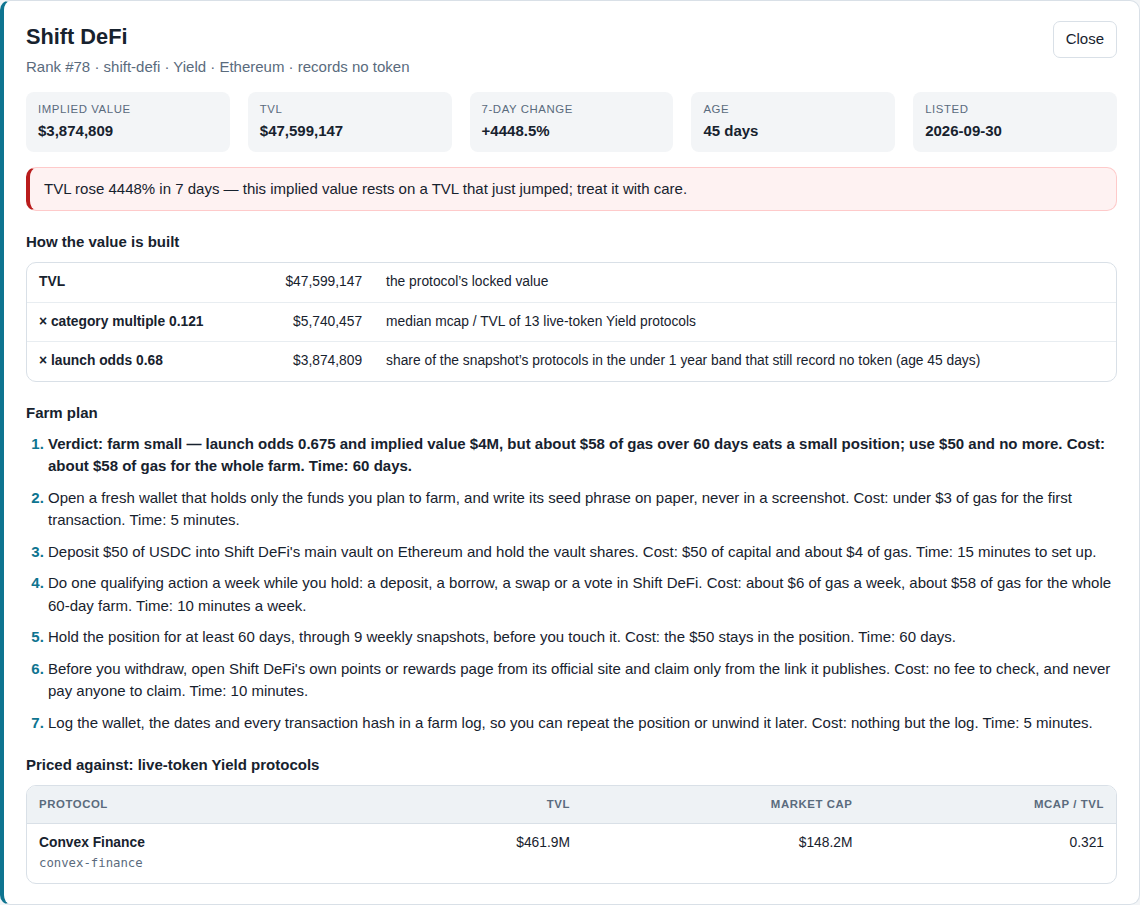 Shift DeFi
Close
Rank #78 · shift-defi · Yield · Ethereum · records no token
IMPLIED VALUE
$3,874,809
TVL
$47,599,147
7-DAY CHANGE
+4448.5%
AGE
45 days
LISTED
2026-09-30
TVL rose 4448% in 7 days — this implied value rests on a TVL that just jumped; treat it with care.
How the value is built
TVL $47,599,147 the protocol’s locked value
× category multiple 0.121 $5,740,457 median mcap / TVL of 13 live-token Yield protocols
× launch odds 0.68 $3,874,809 share of the snapshot’s protocols in the under 1 year band that still record no token (age 45 days)
Farm plan
1. Verdict: farm small — launch odds 0.675 and implied value $4M, but about $58 of gas over 60 days eats a small position; use $50 and no more. Cost:
about $58 of gas for the whole farm. Time: 60 days.
2. Open a fresh wallet that holds only the funds you plan to farm, and write its seed phrase on paper, never in a screenshot. Cost: under $3 of gas for the first
transaction. Time: 5 minutes.
3. Deposit $50 of USDC into Shift DeFi's main vault on Ethereum and hold the vault shares. Cost: $50 of capital and about $4 of gas. Time: 15 minutes to set up.
4. Do one qualifying action a week while you hold: a deposit, a borrow, a swap or a vote in Shift DeFi. Cost: about $6 of gas a week, about $58 of gas for the whole
60-day farm. Time: 10 minutes a week.
5. Hold the position for at least 60 days, through 9 weekly snapshots, before you touch it. Cost: the $50 stays in the position. Time: 60 days.
6. Before you withdraw, open Shift DeFi's own points or rewards page from its official site and claim only from the link it publishes. Cost: no fee to check, and never
pay anyone to claim. Time: 10 minutes.
7. Log the wallet, the dates and every transaction hash in a farm log, so you can repeat the position or unwind it later. Cost: nothing but the log. Time: 5 minutes.
Priced against: live-token Yield protocols
PROTOCOL TVL MARKET CAP MCAP / TVL
Convex Finance $461.9M $148.2M 0.321
convex-finance